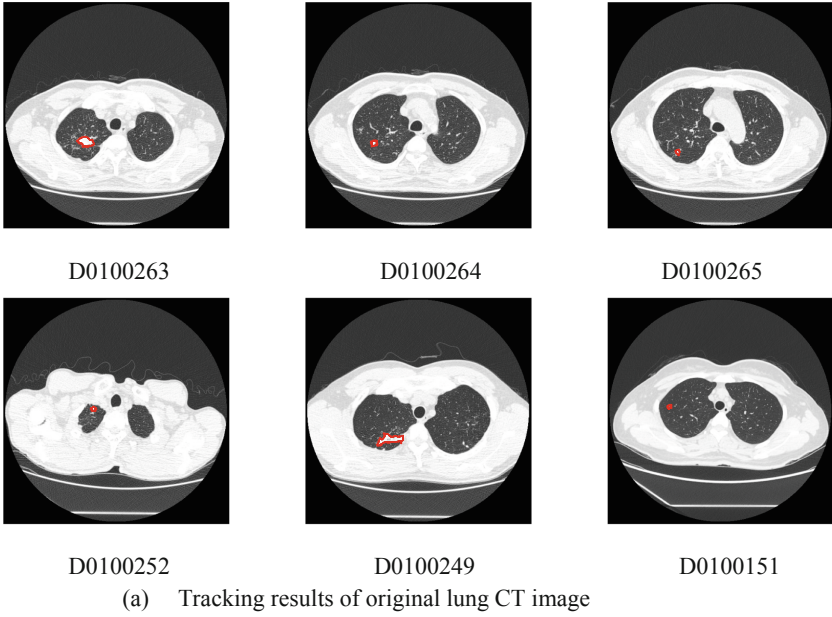 D0100263 D0100264 D0100265
D0100252 D0100249 D0100151
(a) Tracking results of original lung CT image